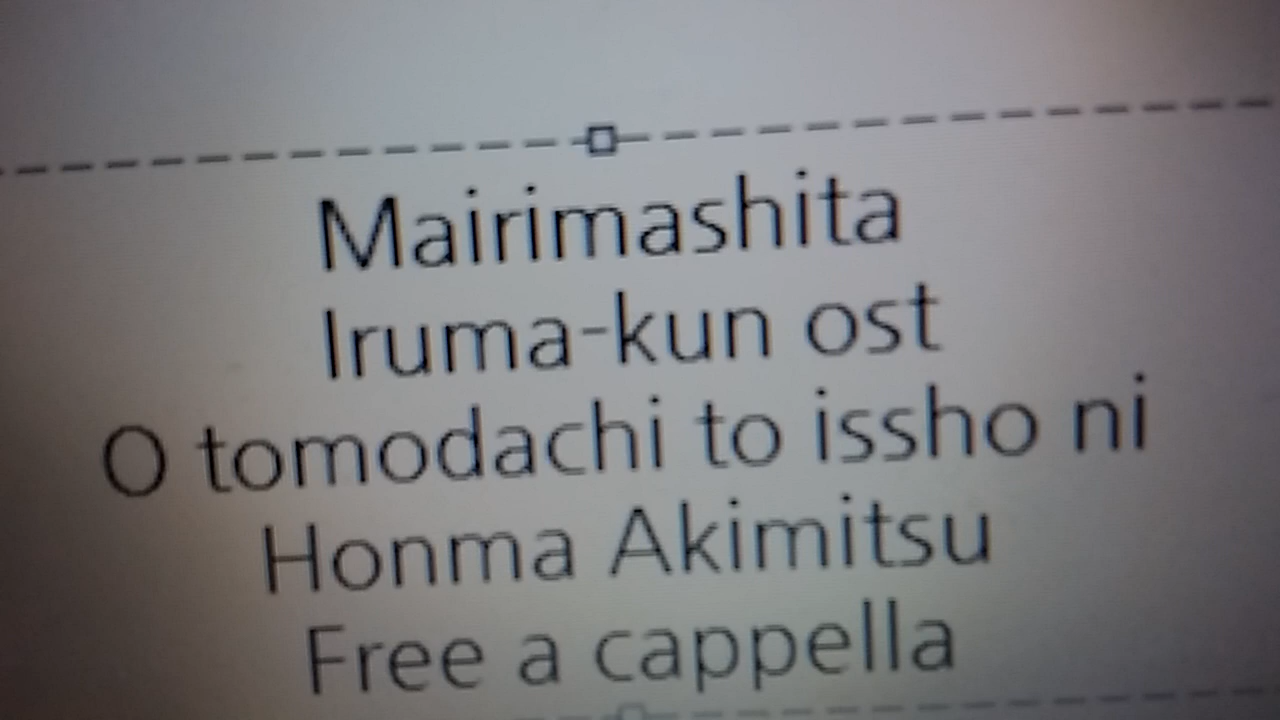 Mairimashita
Iruma-kun ost
O tomodachi to issho ni
Honma Akimitsu
Free a cappella